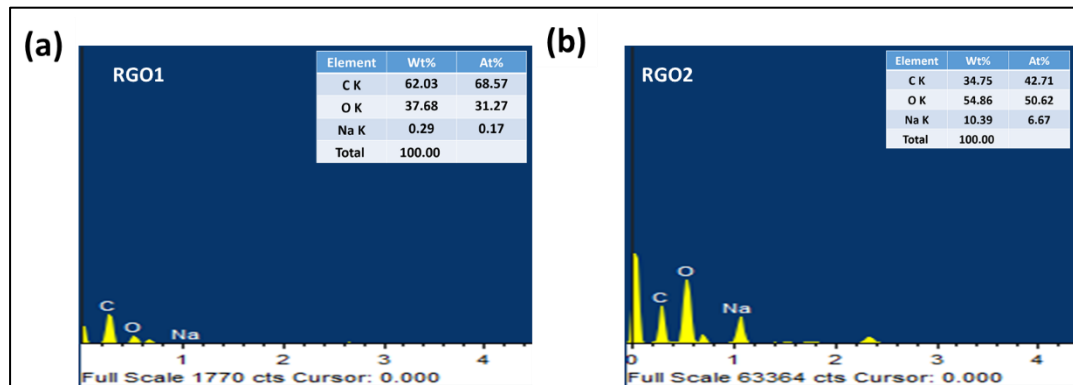 (a)
RGO1
Element Wt% At%
C K 62.03 68.57
O K 37.68 31.27
Na K 0.29 0.17
Total 100.00
C
O
Na
1 2 3 4
Full Scale 1770 cts Cursor: 0.000
(b)
RGO2
Element Wt% At%
C K 34.75 42.71
O K 54.86 50.62
Na K 10.39 6.67
Total 100.00
O
C
Na
0 1 2 3 4
Full Scale 63364 cts Cursor: 0.000